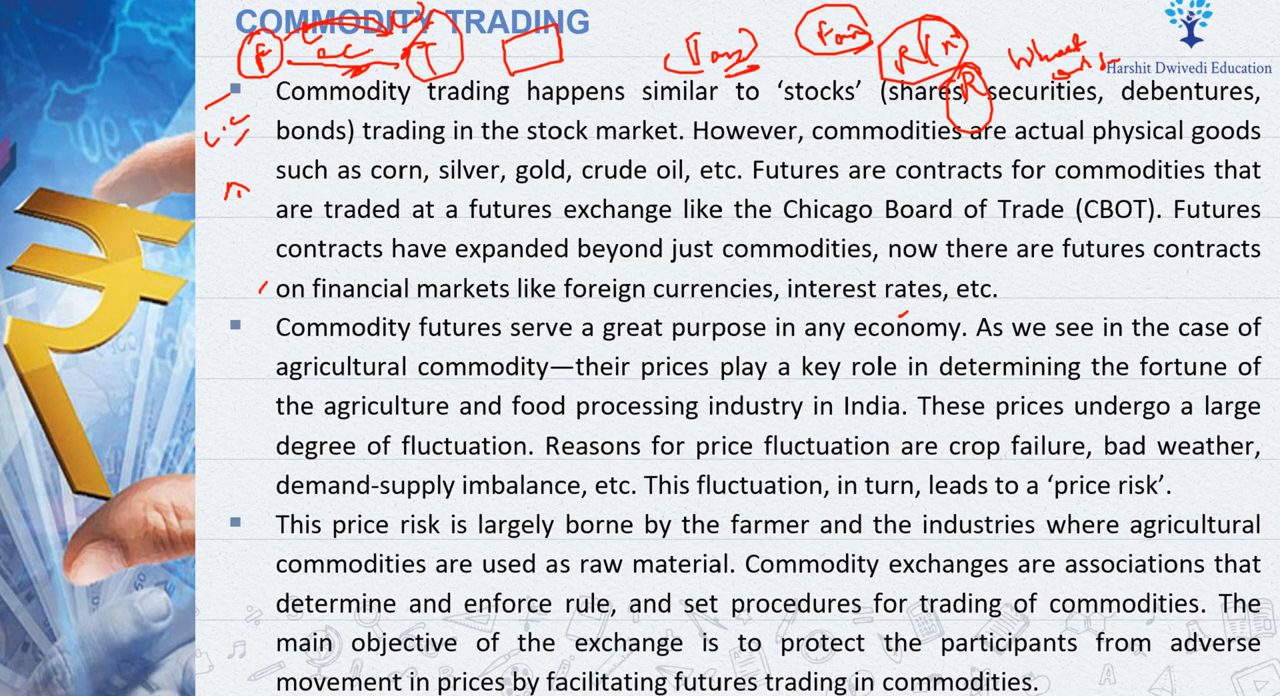 COMMODITY TRADING
Harshit Dwivedi Education
Commodity trading happens similar to ‘stocks’ (shares, securities, debentures,
bonds) trading in the stock market. However, commodities are actual physical goods
such as corn, silver, gold, crude oil, etc. Futures are contracts for commodities that
are traded at a futures exchange like the Chicago Board of Trade (CBOT). Futures
contracts have expanded beyond just commodities, now there are futures contracts
on financial markets like foreign currencies, interest rates, etc.
Commodity futures serve a great purpose in any economy. As we see in the case of
agricultural commodity—their prices play a key role in determining the fortune of
the agriculture and food processing industry in India. These prices undergo a large
degree of fluctuation. Reasons for price fluctuation are crop failure, bad weather,
demand-supply imbalance, etc. This fluctuation, in turn, leads to a ‘price risk’.
This price risk is largely borne by the farmer and the industries where agricultural
commodities are used as raw material. Commodity exchanges are associations that
determine and enforce rule, and set procedures for trading of commodities. The
main objective of the exchange is to protect the participants from adverse
movement in prices by facilitating futures trading in commodities.